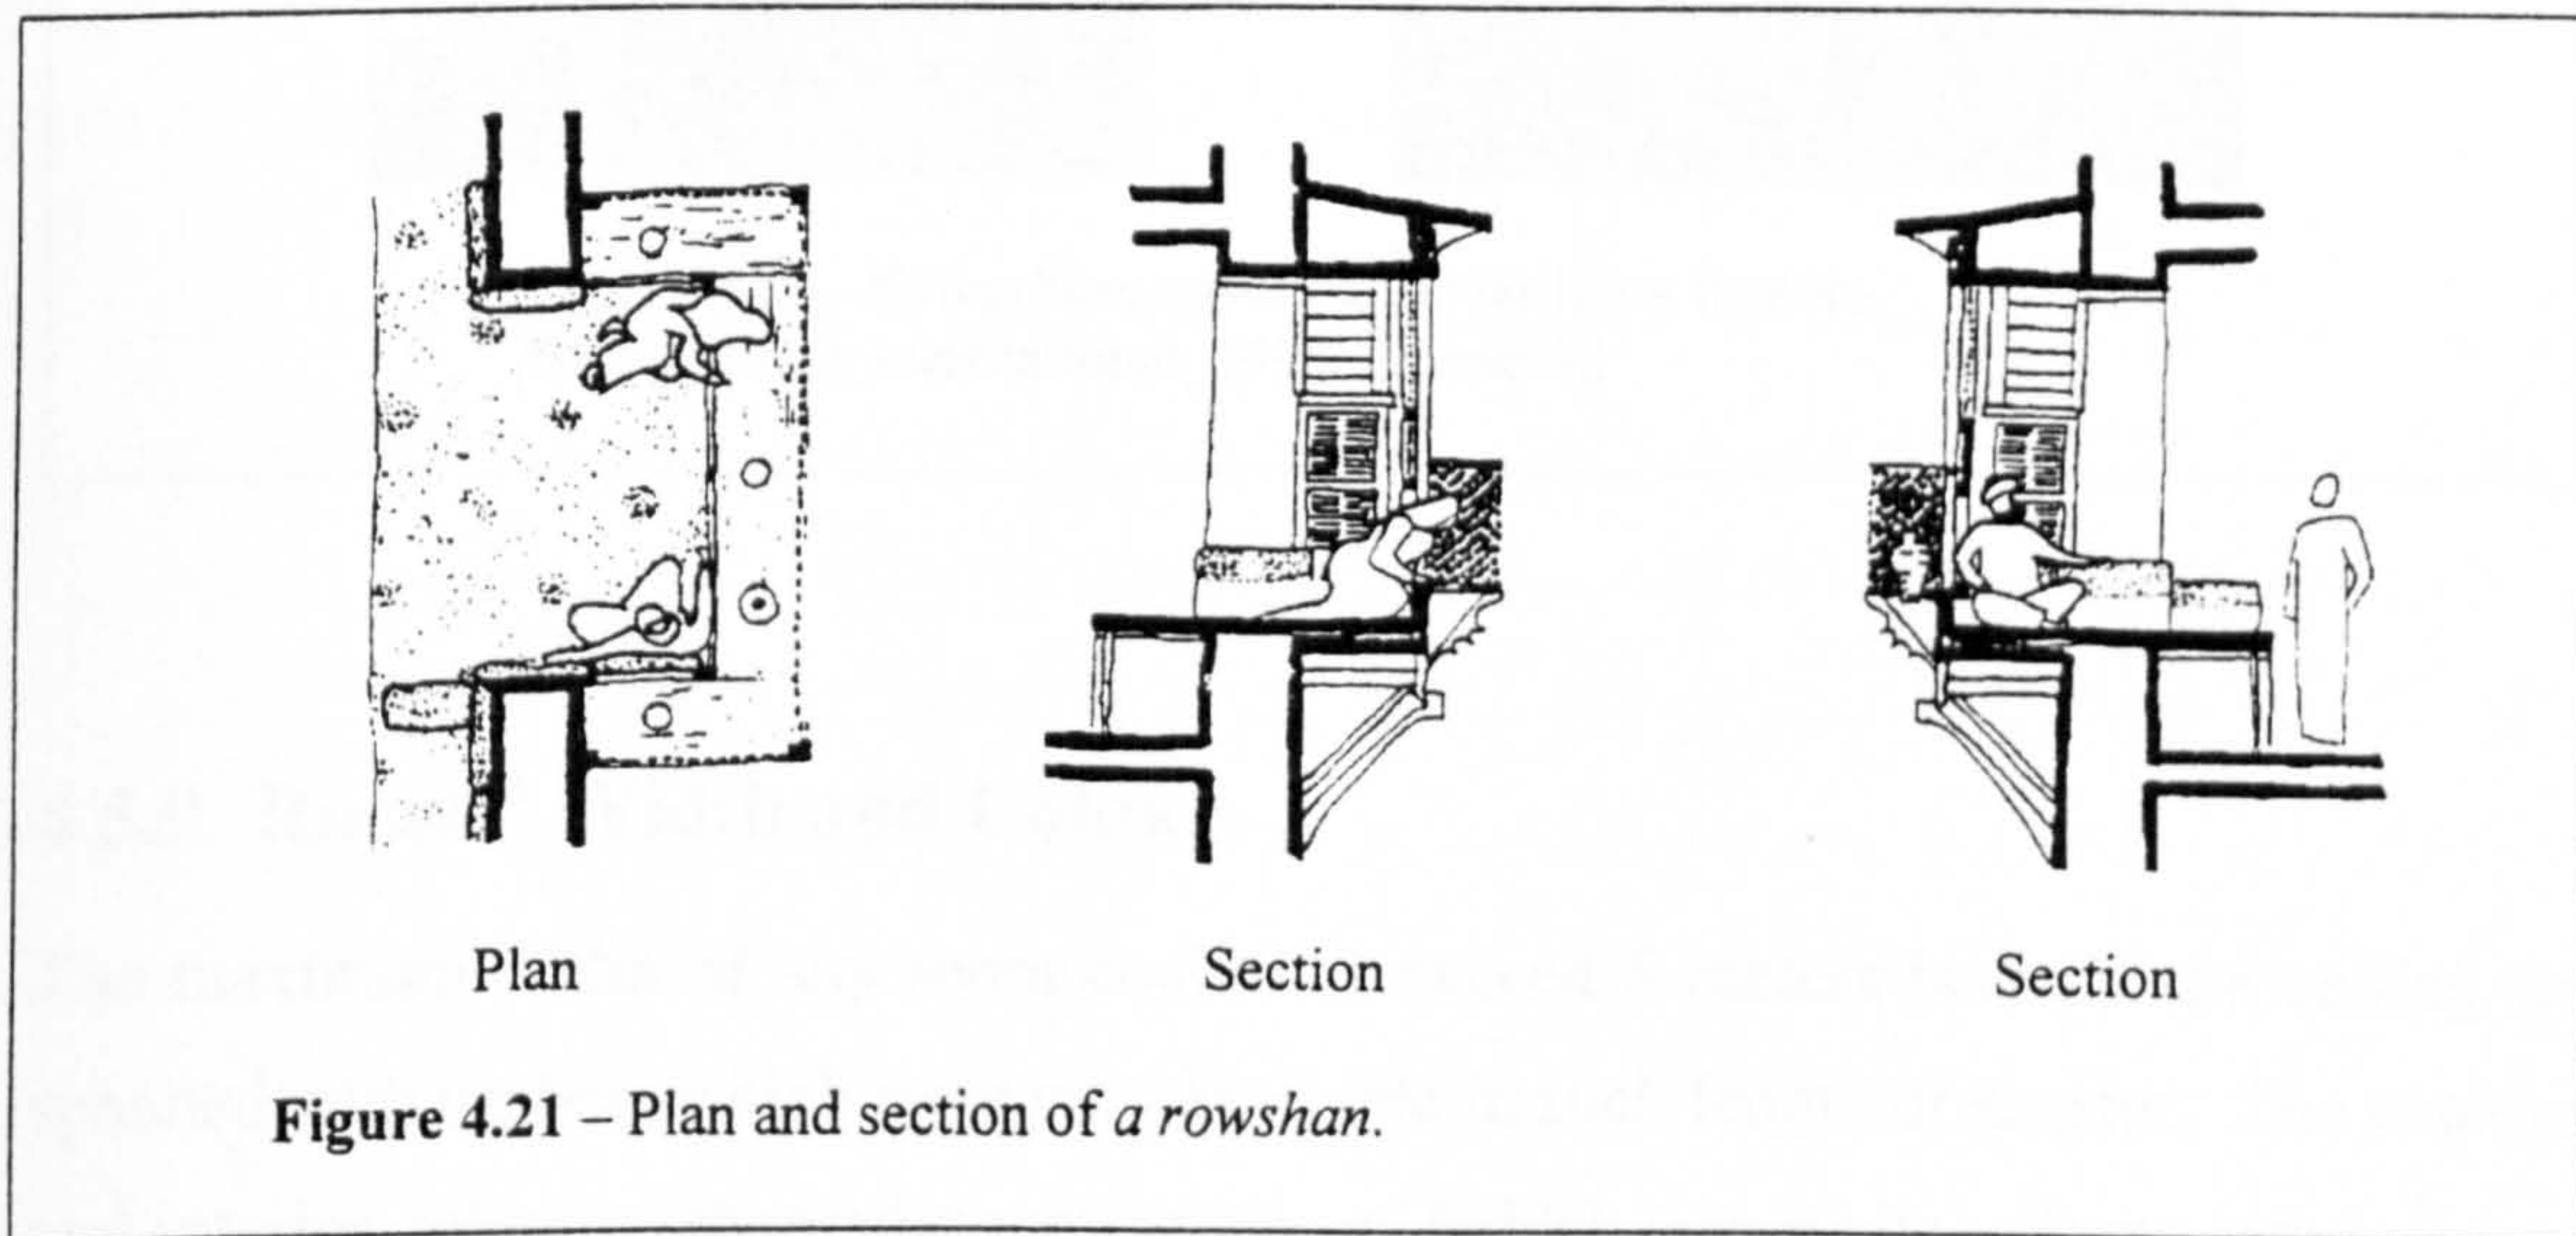 Plan Section Section
Figure 4.21 – Plan and section of a rowshan.